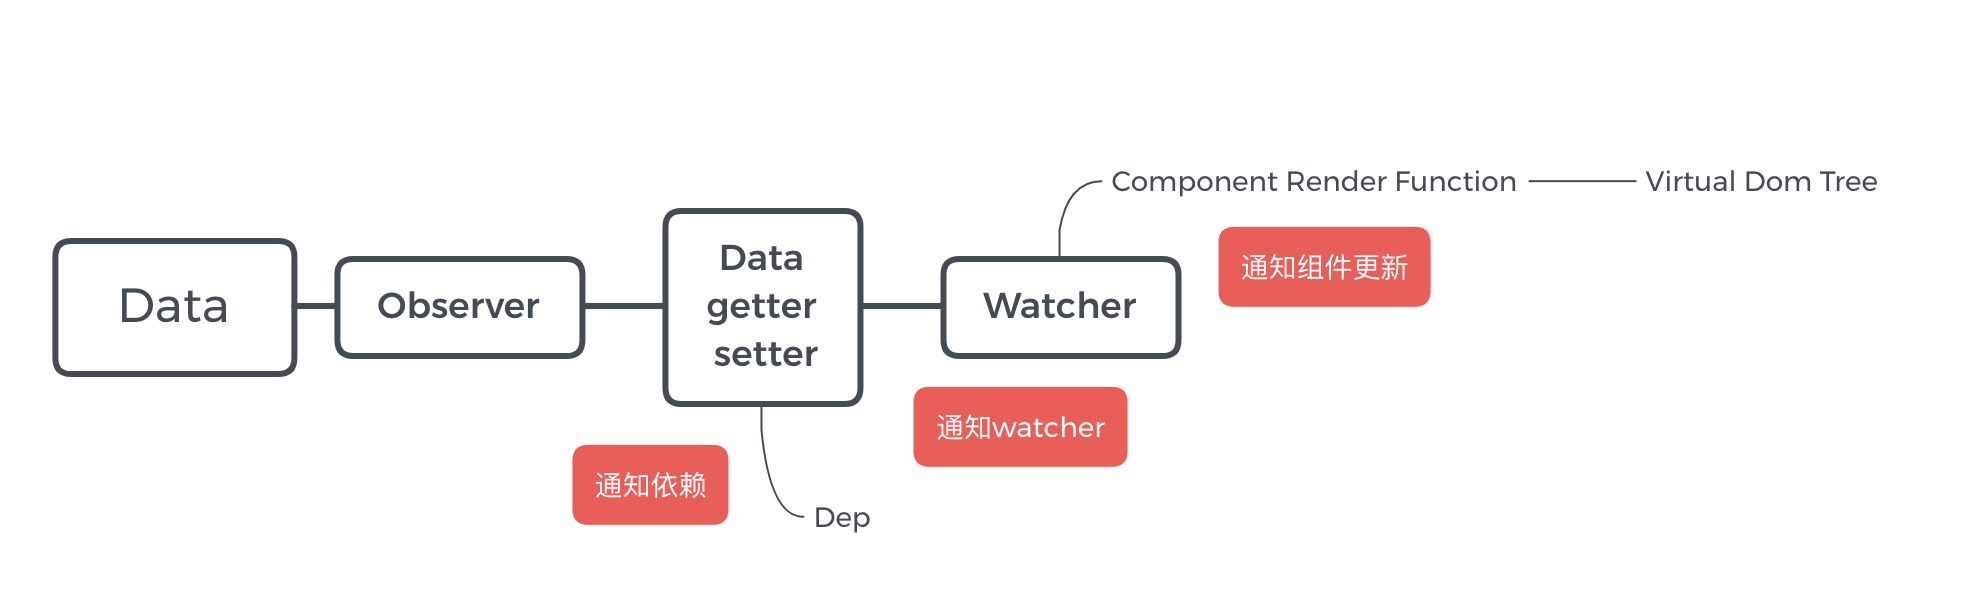 Component Render Function
Virtual Dom Tree
Data
Observer
Data
getter
setter
Watcher
通知组件更新
通知watcher
通知依赖
Dep